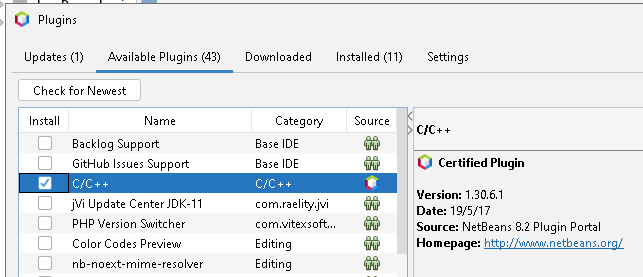 Plugins
Updates (1) Available Plugins (43) Downloaded Installed (11) Settings
Check for Newest
Install Name Category Source
Backlog Support Base IDE
GitHub Issues Support Base IDE
C/C++ C/C++
jVi Update Center JDK-11 com.raelity.jvi
PHP Version Switcher com.vitexsoft...
Color Codes Preview Editing
nb-noext-mime-resolver Editing
C/C++
Certified Plugin
Version: 1.30.6.1
Date: 19/5/17
Source: NetBeans 8.2 Plugin Portal
Homepage: http://www.netbeans.org/